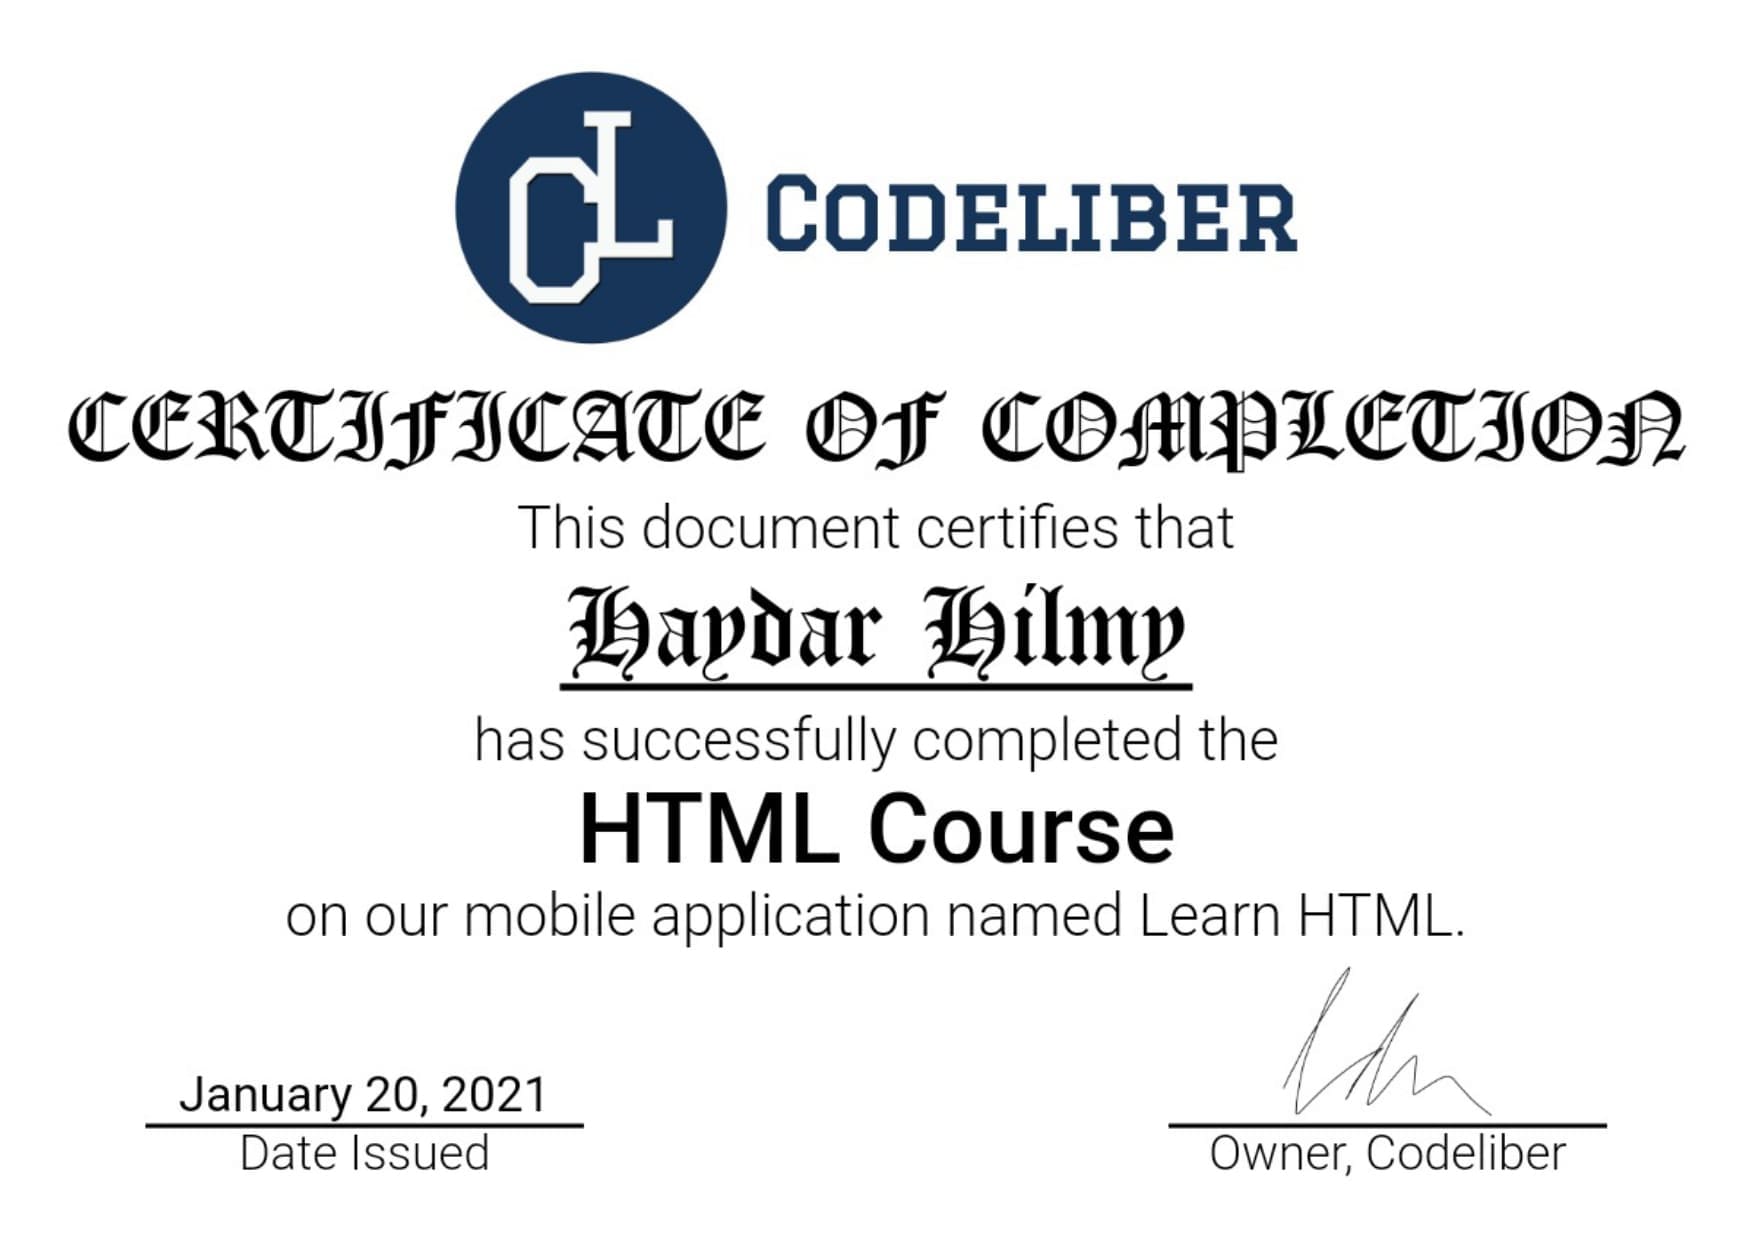 CL CODELIBER
CERTIFICATE OF COMPLETION
This document certifies that
Haydar Hilmy
has successfully completed the
HTML Course
on our mobile application named Learn HTML.
January 20, 2021
Date Issued
Owner, Codeliber